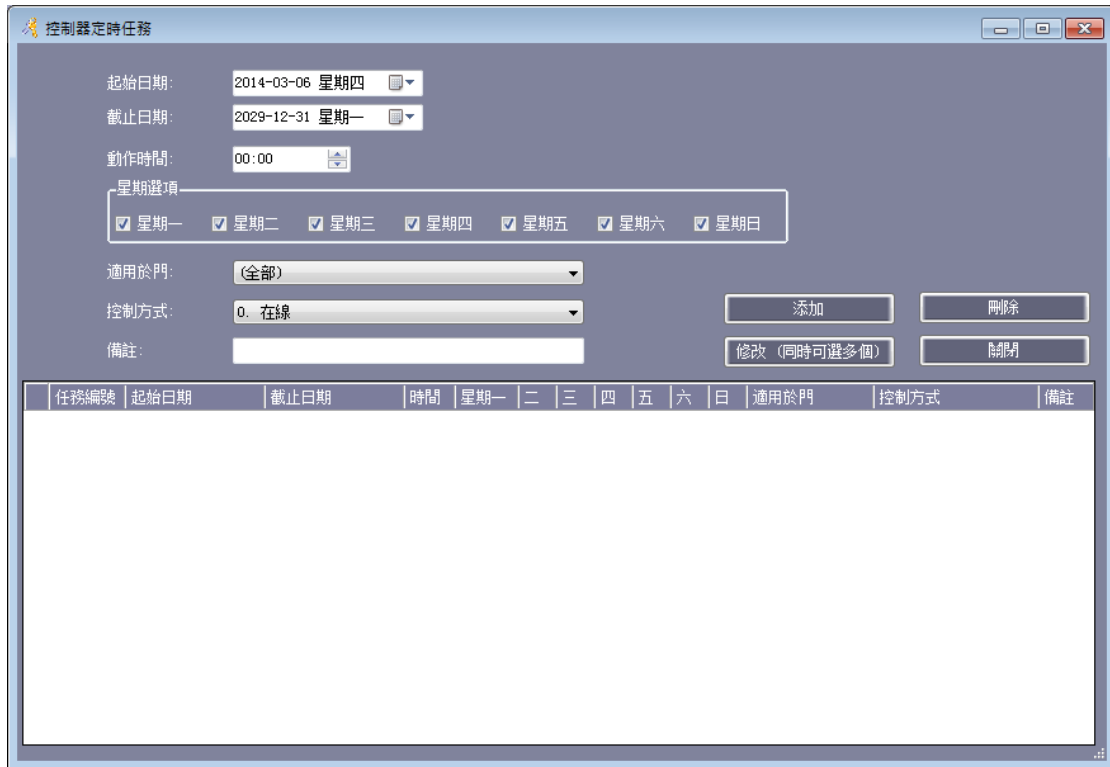 控制器定時任務
起始日期: 2014-03-06 星期四
截止日期: 2029-12-31 星期一
動作時間: 00:00
星期選項
星期一 星期二 星期三 星期四 星期五 星期六 星期日
適用於門: (全部)
控制方式: 0. 在線 添加 刪除
備註: 修改 (同時可選多個) 關閉
任務編號 起始日期 截止日期 時間 星期一 二 三 四 五 六 日 適用於門 控制方式 備註